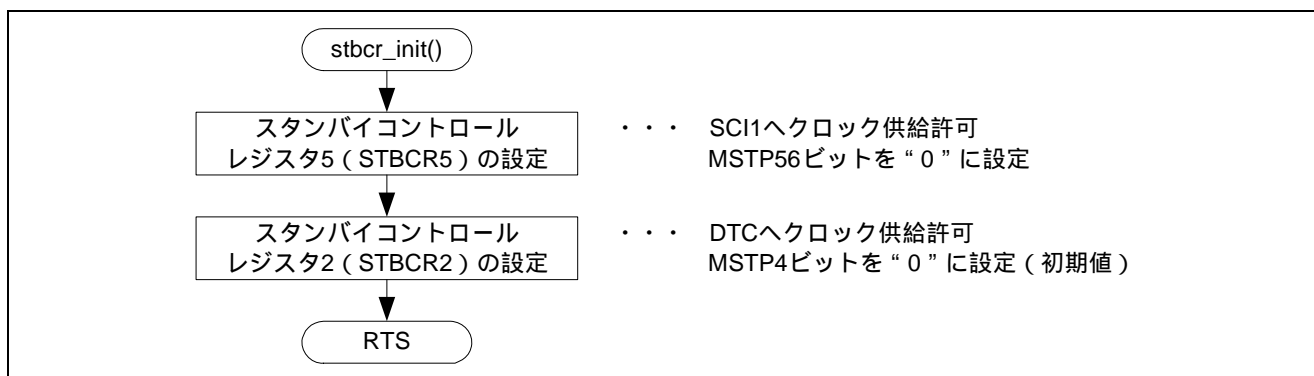 stbcr_init()
スタンバイコントロール
レジスタ5（STBCR5）の設定
・・・ SCI1へクロック供給許可
MSTP56ビットを“0”に設定
スタンバイコントロール
レジスタ2（STBCR2）の設定
・・・ DTCへクロック供給許可
MSTP4ビットを“0”に設定（初期値）
RTS